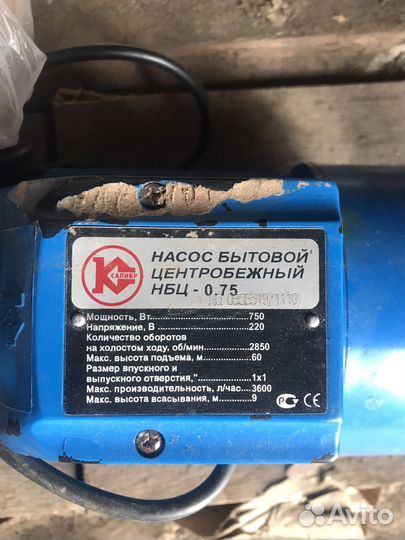 КАЛИБР
НАСОС БЫТОВОЙ
ЦЕНТРОБЕЖНЫЙ
НБЦ - 0.75
Мощность, Вт 750
Напряжение, В 220
Количество оборотов
на холостом ходу, об/мин 2850
Макс. высота подъема, м 60
Размер впускного и
выпускного отверстия," 1x1
Макс. производительность, л/час 3600
Макс. высота всасывания, м 9
Avito